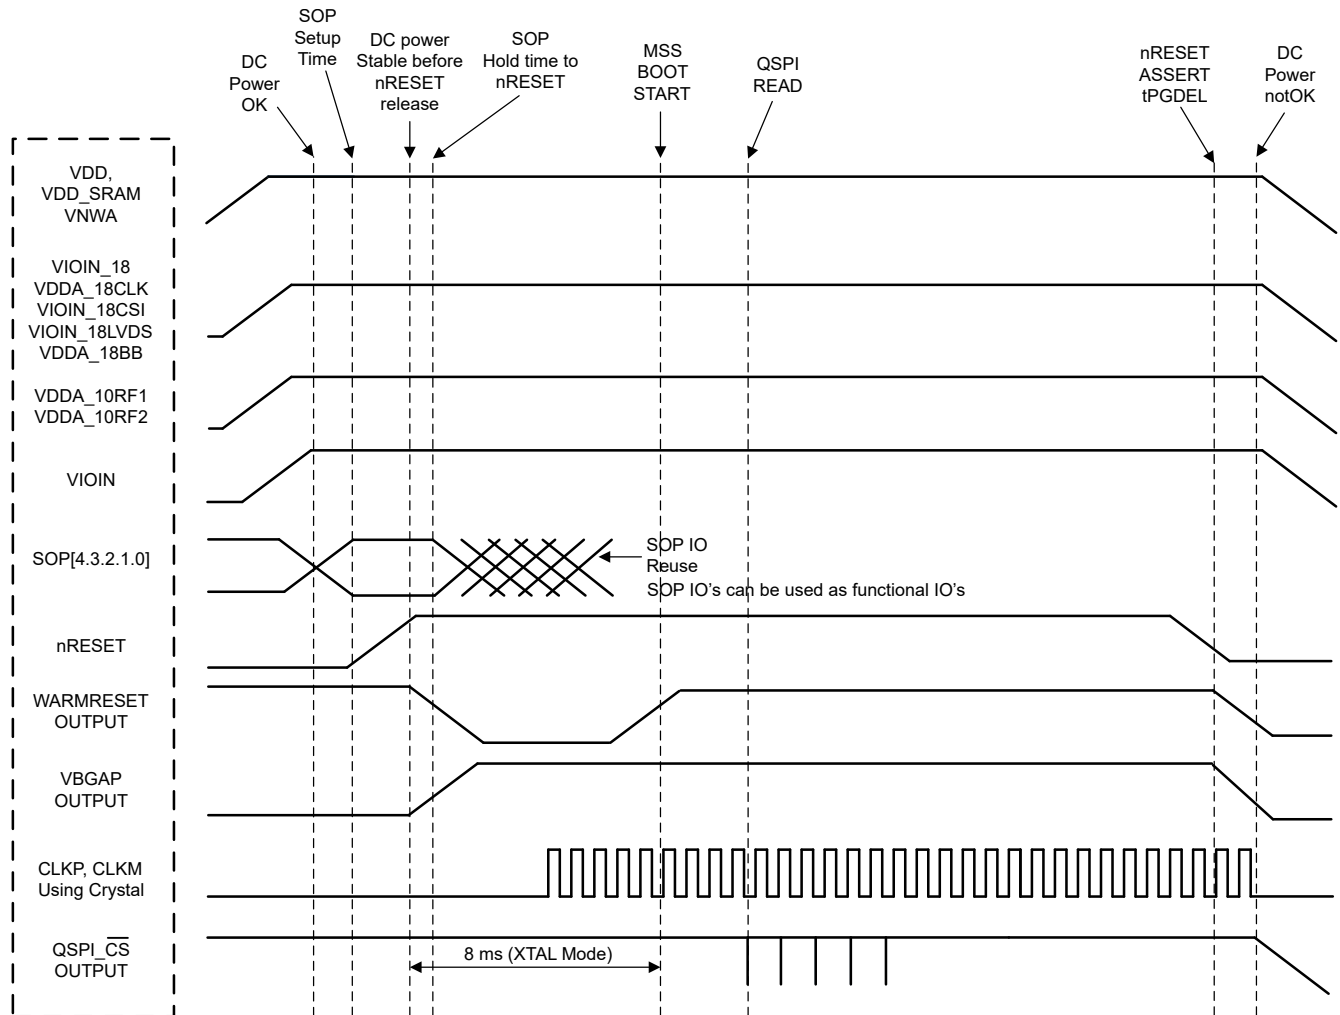 DC
Power
OK
SOP
Setup
Time
DC power
Stable before
nRESET
release
SOP
Hold time to
nRESET
MSS
BOOT
START
QSPI
READ
nRESET
ASSERT
tPGDEL
DC
Power
notOK
VDD,
VDD_SRAM
VNWA
VIOIN_18
VDDA_18CLK
VIOIN_18CSI
VIOIN_18LVDS
VDDA_18BB
VDDA_10RF1
VDDA_10RF2
VIOIN
SOP[4.3.2.1.0]
SOP IO
Reuse
SOP IO's can be used as functional IO's
nRESET
WARMRESET
OUTPUT
VBGAP
OUTPUT
CLKP, CLKM
Using Crystal
QSPI_CS
OUTPUT
8 ms (XTAL Mode)